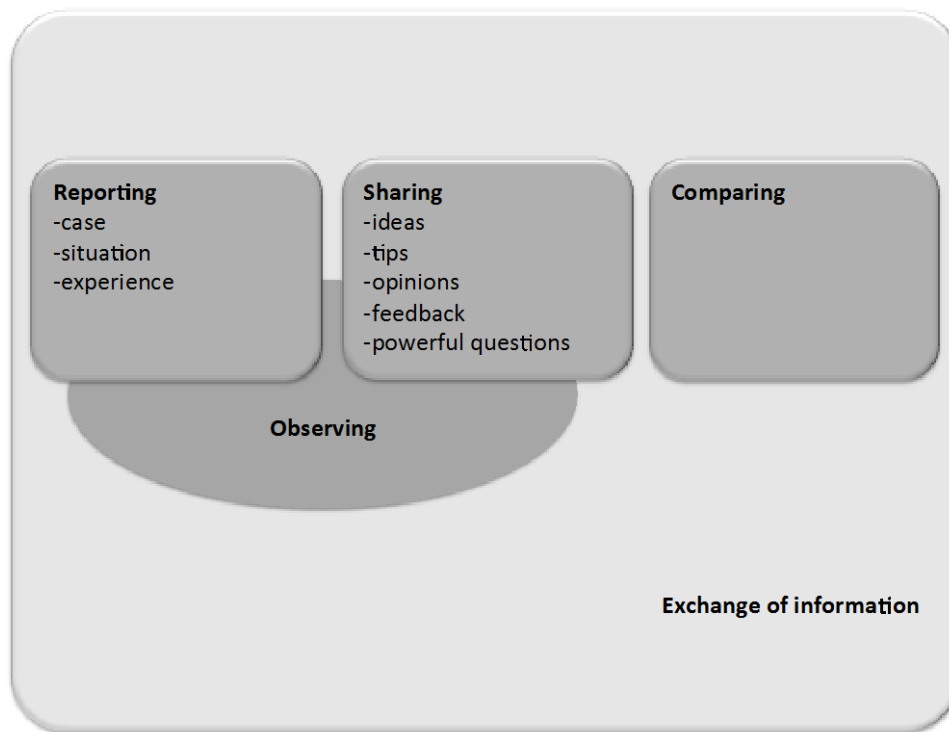 Reporting
-case
-situation
-experience
Sharing
-ideas
-tips
-opinions
-feedback
-powerful questions
Comparing
Observing
Exchange of information